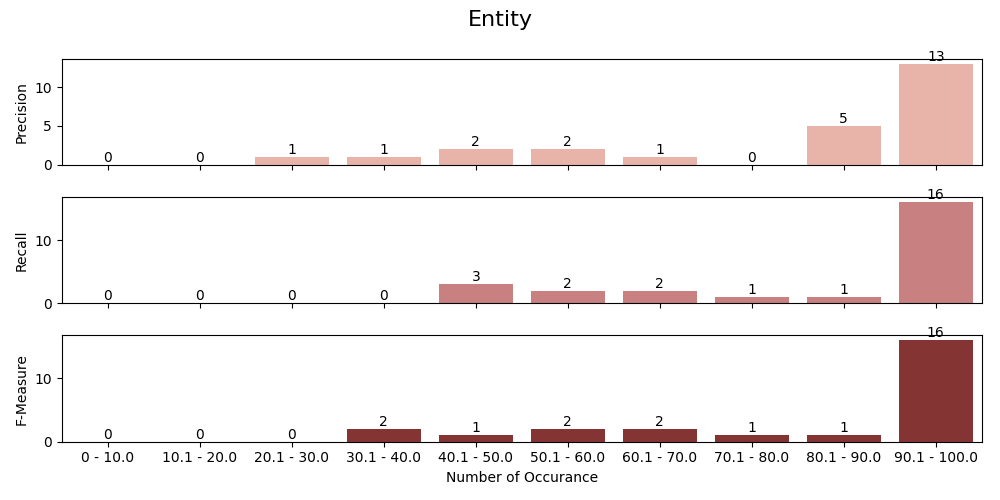 Entity
Precision
10
5
0
0 0 1 1 2 2 1 0 5 13
Recall
10
0
0 0 0 0 3 2 2 1 1 16
F-Measure
10
0
0 0 0 2 1 2 2 1 1 16
0 - 10.0 10.1 - 20.0 20.1 - 30.0 30.1 - 40.0 40.1 - 50.0 50.1 - 60.0 60.1 - 70.0 70.1 - 80.0 80.1 - 90.0 90.1 - 100.0
Number of Occurance